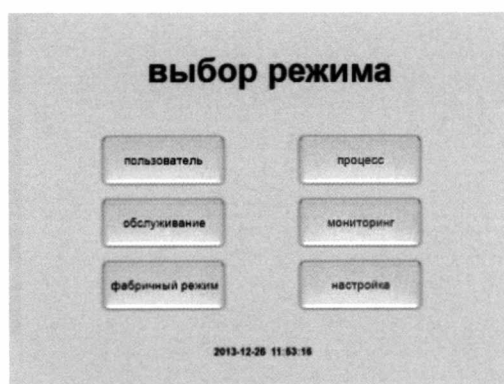 выбор режима
пользователь
процесс
обслуживание
мониторинг
фабричный режим
настройка
2013-12-26 11:53:16